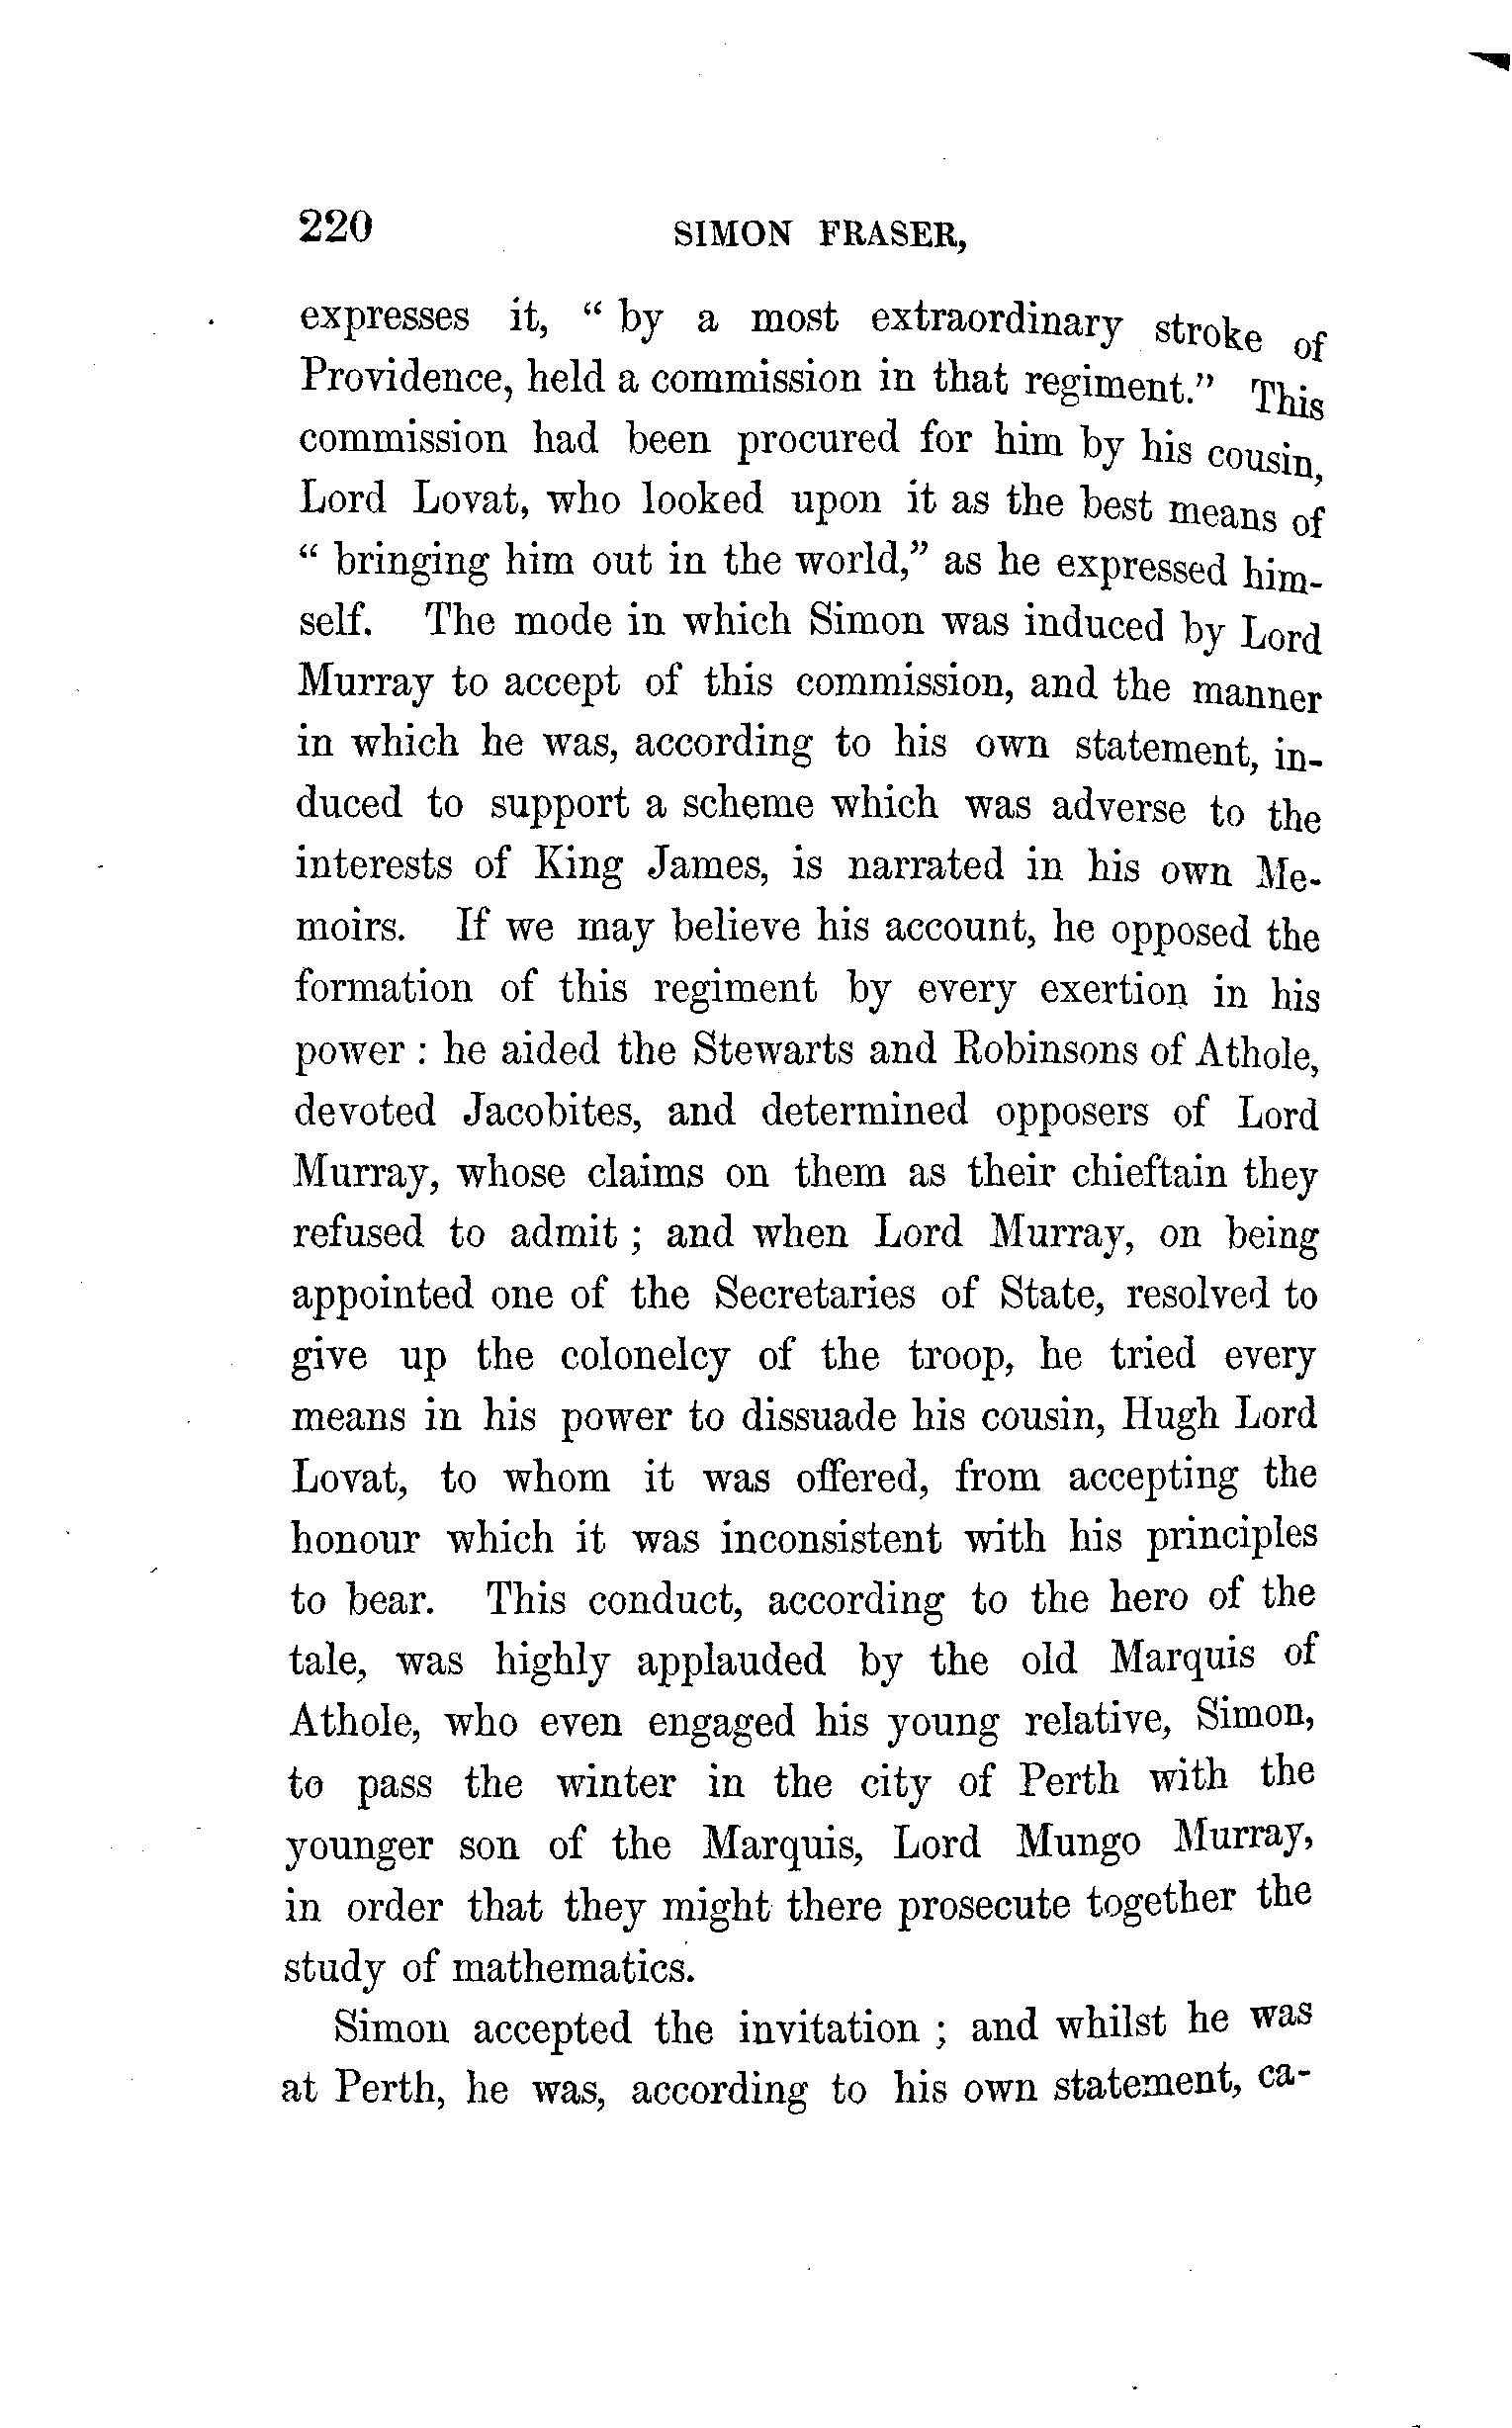 220 SIMON FRASER,
expresses it, “ by a most extraordinary stroke of
Providence, held a commission in that regiment.” This
commission had been procured for him by his cousin,
Lord Lovat, who looked upon it as the best means of
“ bringing him out in the world,” as he expressed him-
self. The mode in which Simon was induced by Lord
Murray to accept of this commission, and the manner
in which he was, according to his own statement, in-
duced to support a scheme which was adverse to the
interests of King James, is narrated in his own Me-
moirs. If we may believe his account, he opposed the
formation of this regiment by every exertion in his
power : he aided the Stewarts and Robinsons of Athole,
devoted Jacobites, and determined opposers of Lord
Murray, whose claims on them as their chieftain they
refused to admit ; and when Lord Murray, on being
appointed one of the Secretaries of State, resolved to
give up the colonelcy of the troop, he tried every
means in his power to dissuade his cousin, Hugh Lord
Lovat, to whom it was offered, from accepting the
honour which it was inconsistent with his principles
to bear. This conduct, according to the hero of the
tale, was highly applauded by the old Marquis of
Athole, who even engaged his young relative, Simon,
to pass the winter in the city of Perth with the
younger son of the Marquis, Lord Mungo Murray,
in order that they might there prosecute together the
study of mathematics.
Simon accepted the invitation ; and whilst he was
at Perth, he was, according to his own statement, ca-